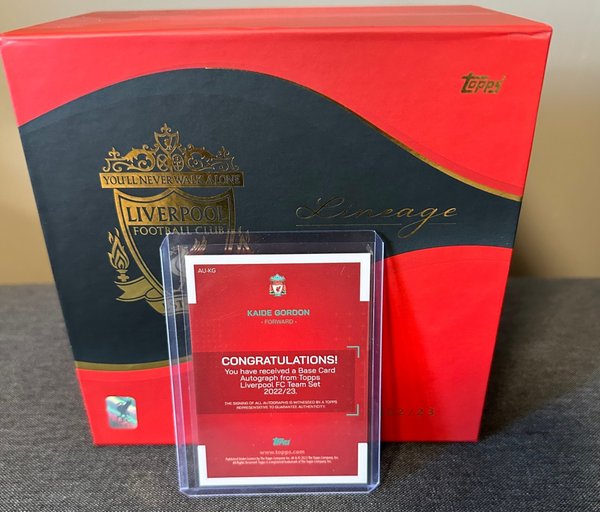 Topps
YOU'LL NEVER WALK ALONE
LIVERPOOL
FOOTBALL CLUB
Lineage
AU-KG
KAIDE GORDON
- FORWARD -
CONGRATULATIONS!
You have received a Base Card
Autograph from Topps
Liverpool FC Team Set
2022/23.
THE SIGNING OF ALL AUTOGRAPHS IS WITNESSED BY A TOPPS
REPRESENTATIVE TO GUARANTEE AUTHENTICITY.
Topps
www.topps.com